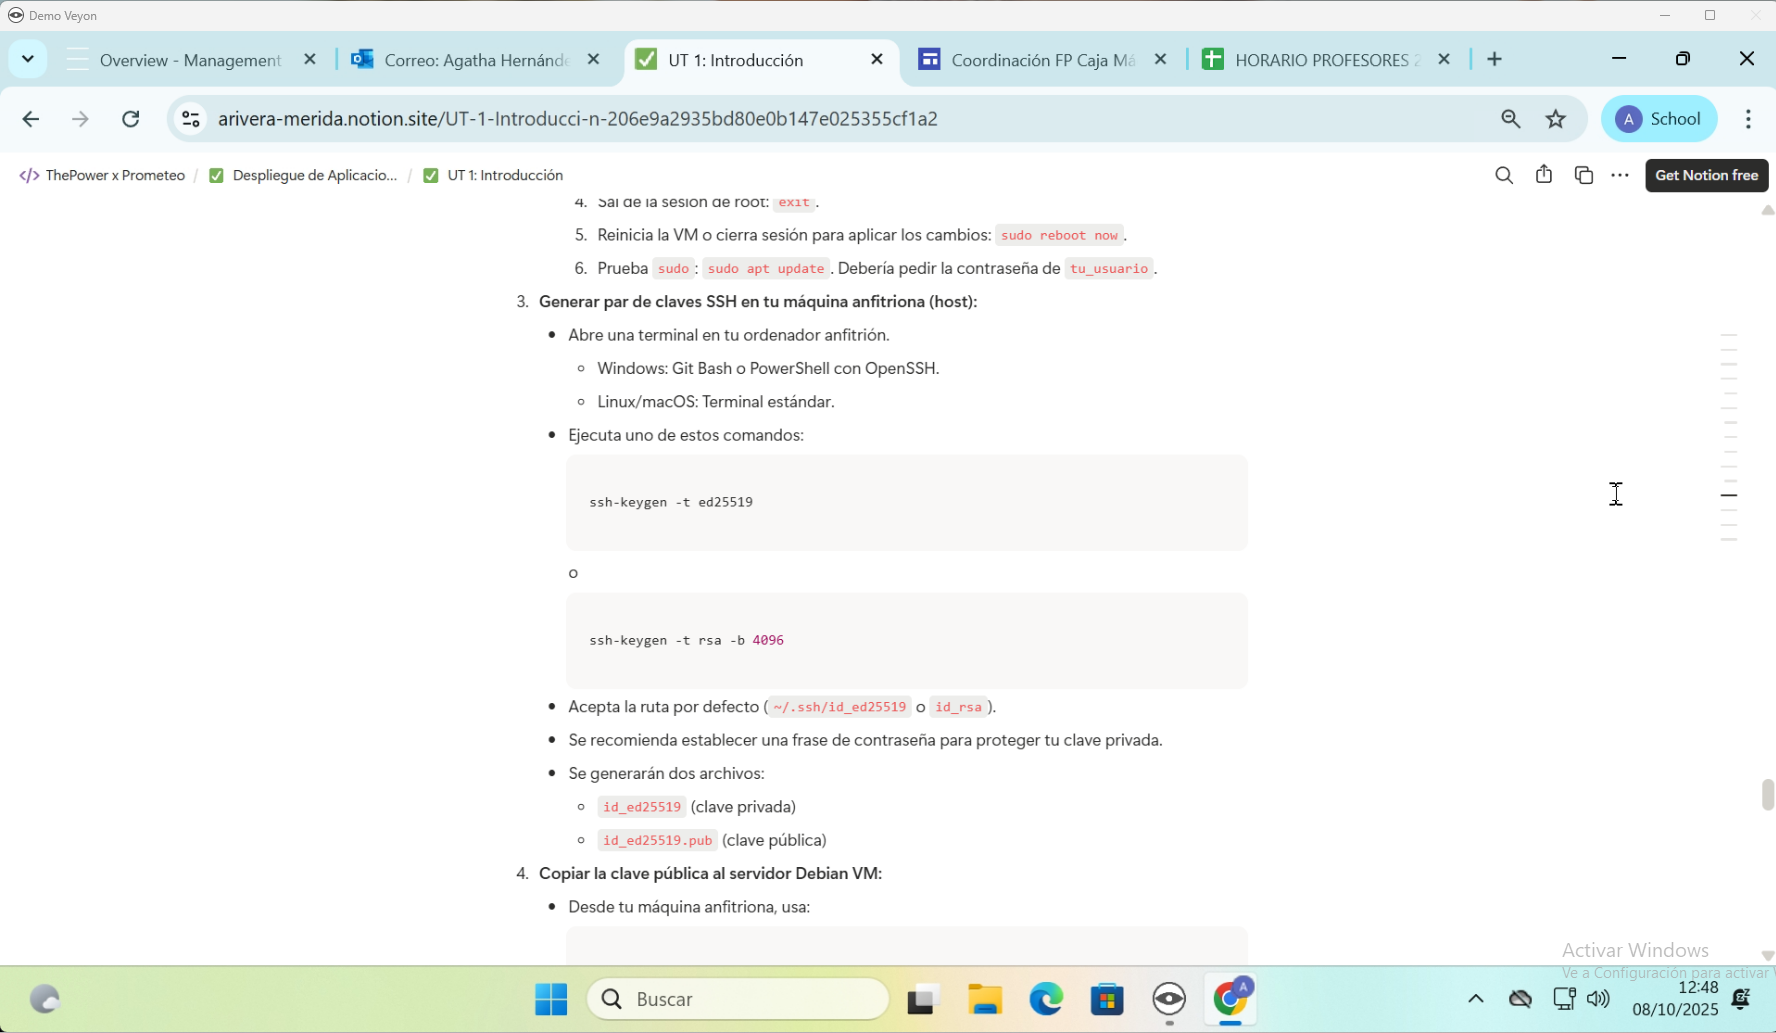 Demo Veyon
Overview - Management
Correo: Agatha Hernánde
UT 1: Introducción
Coordinación FP Caja Má
HORARIO PROFESORES 2
arivera-merida.notion.site/UT-1-Introducci-n-206e9a2935bd80e0b147e025355cf1a2
A School
</> ThePower x Prometeo / Despliegue de Aplicacio... / UT 1: Introducción
Get Notion free
4. Sal de la sesión de root: exit.
5. Reinicia la VM o cierra sesión para aplicar los cambios: sudo reboot now.
6. Prueba sudo: sudo apt update. Debería pedir la contraseña de tu_usuario.
3. Generar par de claves SSH en tu máquina anfitriona (host):
• Abre una terminal en tu ordenador anfitrión.
◦ Windows: Git Bash o PowerShell con OpenSSH.
◦ Linux/macOS: Terminal estándar.
• Ejecuta uno de estos comandos:
ssh-keygen -t ed25519
o
ssh-keygen -t rsa -b 4096
• Acepta la ruta por defecto (~/.ssh/id_ed25519 o id_rsa).
• Se recomienda establecer una frase de contraseña para proteger tu clave privada.
• Se generarán dos archivos:
◦ id_ed25519 (clave privada)
◦ id_ed25519.pub (clave pública)
4. Copiar la clave pública al servidor Debian VM:
• Desde tu máquina anfitriona, usa:
Activar Windows
Ve a Configuración para activar
Buscar
A
12:48
08/10/2025